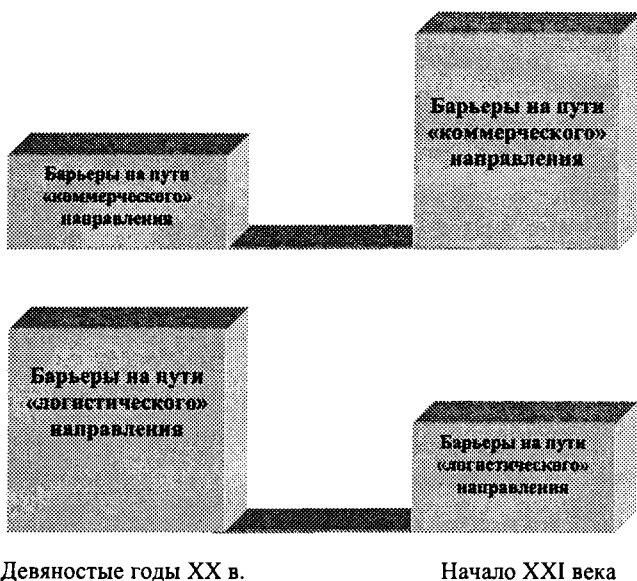 Барьеры на пути
«коммерческого»
направления
Барьеры на пути
«коммерческого»
направления
Барьеры на пути
«логистического»
направления
Барьеры на пути
«логистического»
направления
Девяностые годы XX в.
Начало XXI века